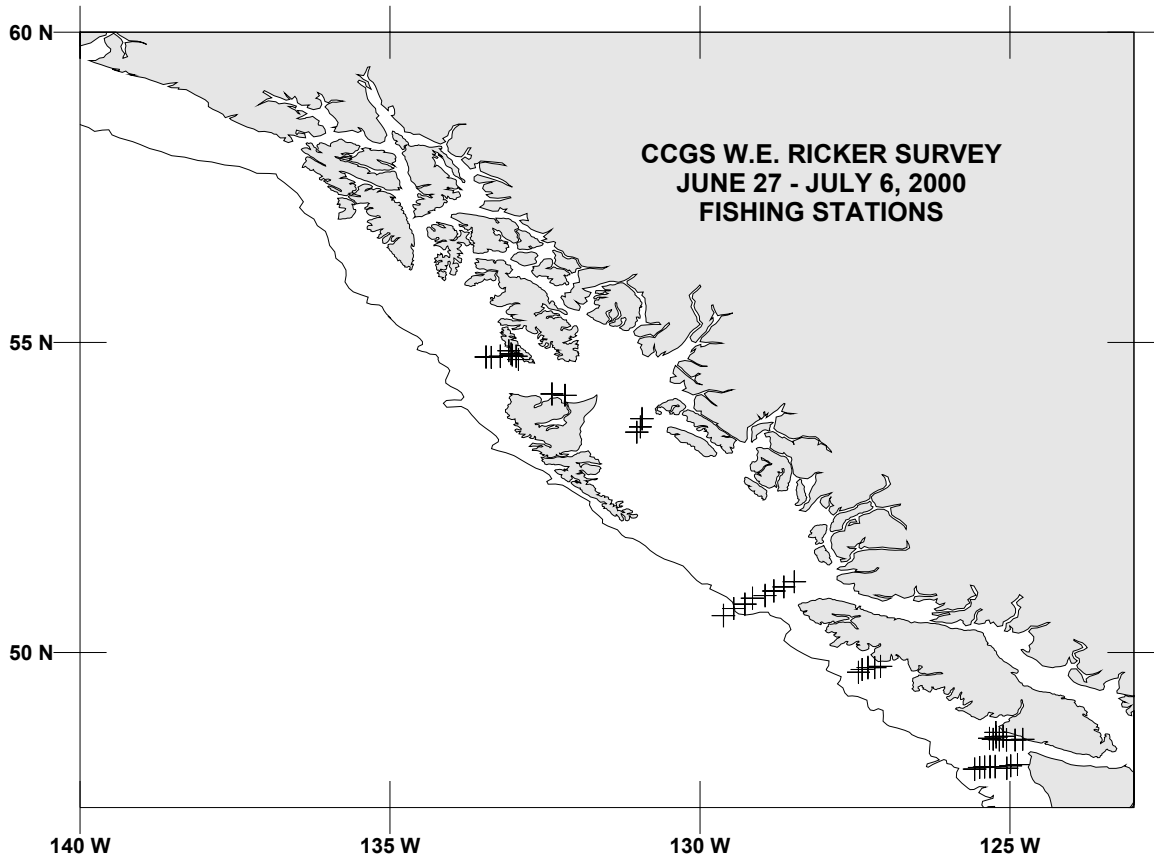 60 N
CCGS W.E. RICKER SURVEY
JUNE 27 - JULY 6, 2000
FISHING STATIONS
55 N
50 N
140 W
135 W
130 W
125 W